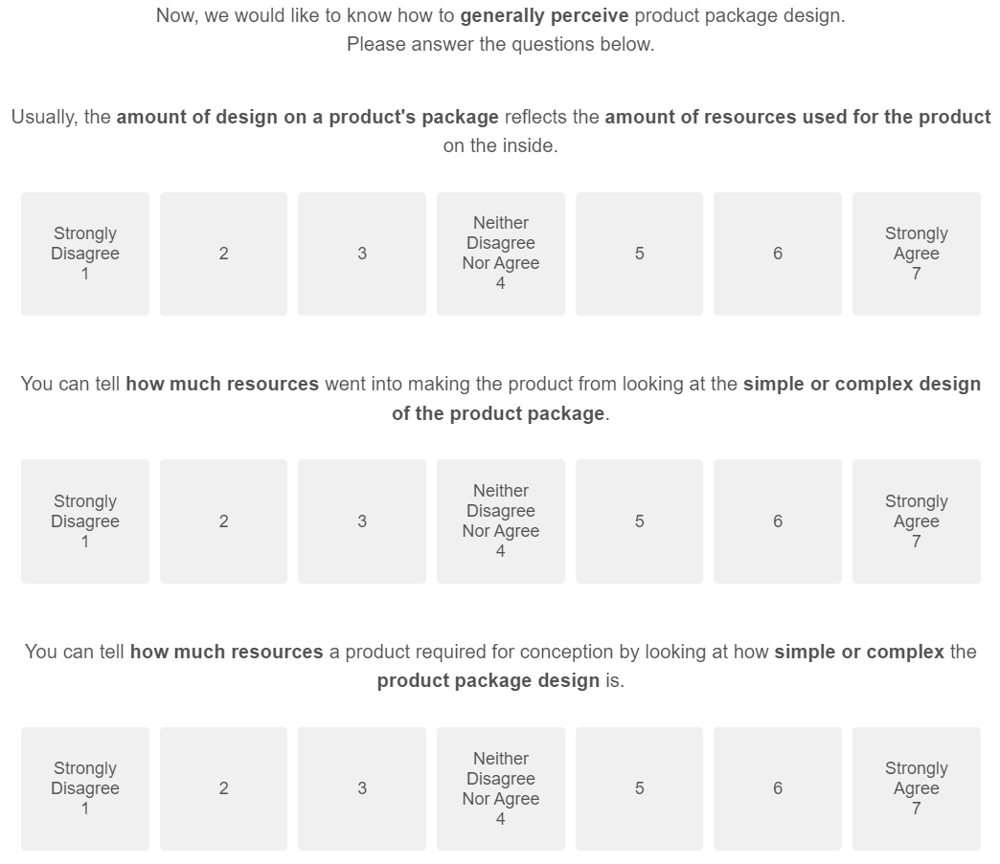 Now, we would like to know how to generally perceive product package design.
Please answer the questions below.
Usually, the amount of design on a product's package reflects the amount of resources used for the product
on the inside.
Strongly
Disagree
1
2
3
Neither
Disagree
Nor Agree
4
5
6
Strongly
Agree
7
You can tell how much resources went into making the product from looking at the simple or complex design
of the product package.
Strongly
Disagree
1
2
3
Neither
Disagree
Nor Agree
4
5
6
Strongly
Agree
7
You can tell how much resources a product required for conception by looking at how simple or complex the
product package design is.
Strongly
Disagree
1
2
3
Neither
Disagree
Nor Agree
4
5
6
Strongly
Agree
7